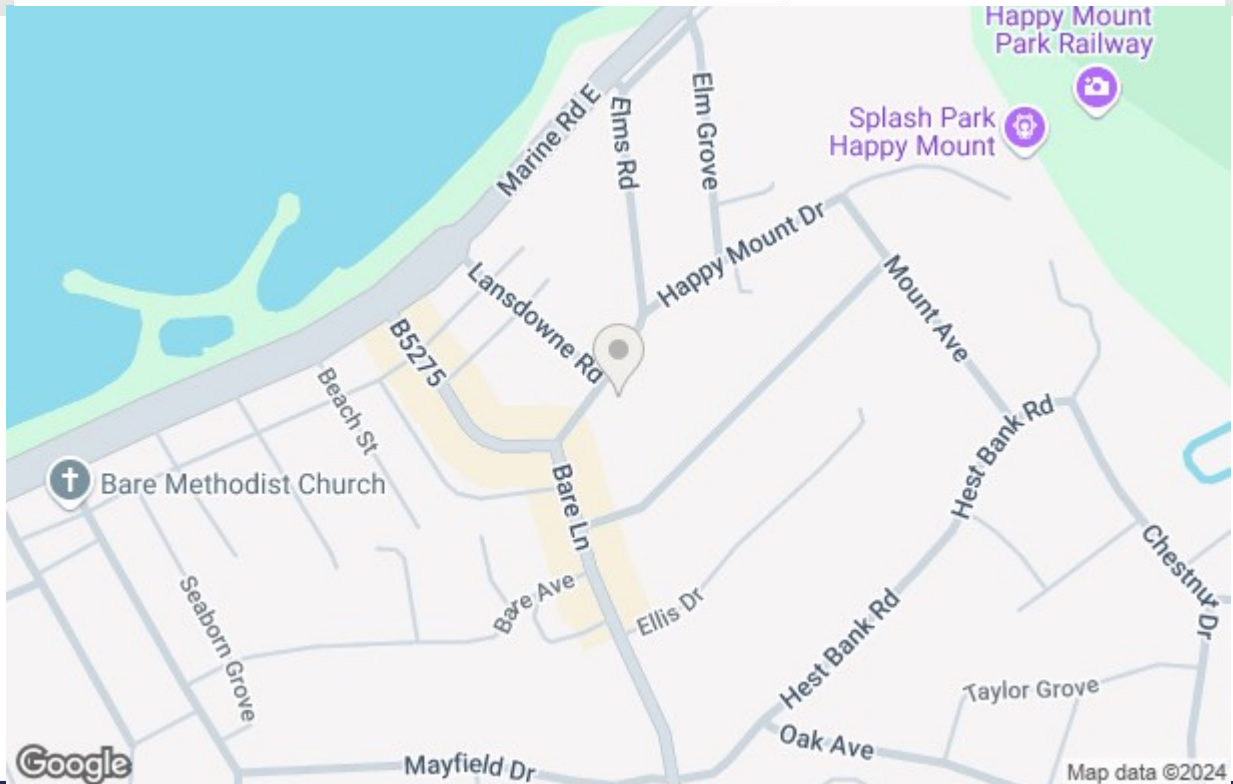 Happy Mount
Park Railway
Splash Park
Happy Mount
Marine Rd E
Elms Rd
Elm Grove
Happy Mount Dr
Lansdowne Rd
Mount Ave
B5275
Beach St
Bare Methodist Church
Bare Ln
Hest Bank Rd
Chestnut Dr
Bare Ave
Ellis Dr
Seaborn Grove
Hest Bank Rd
Taylor Grove
Oak Ave
Mayfield Dr
Google
Map data ©2024